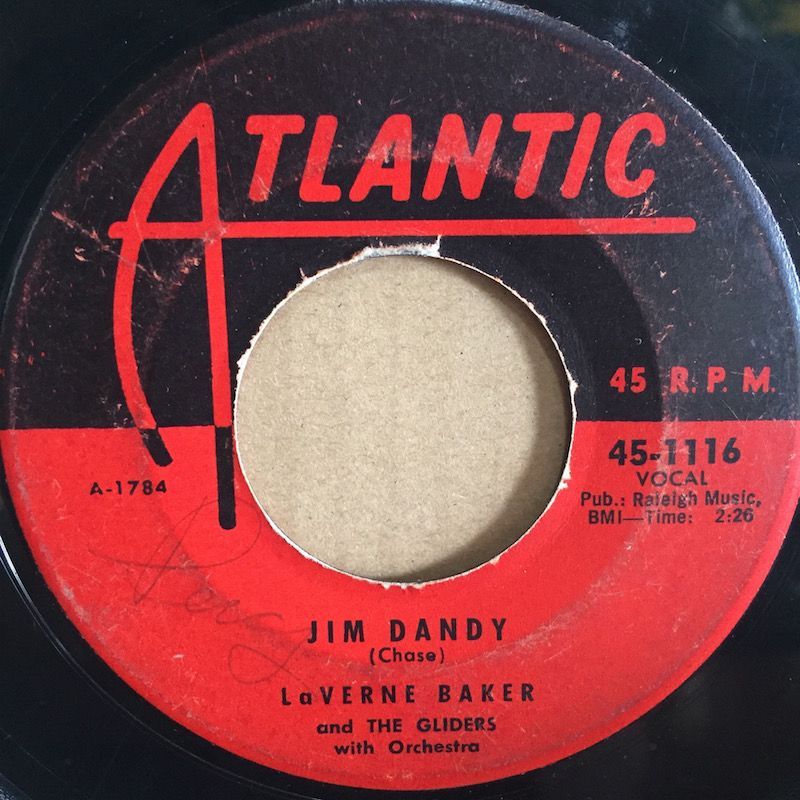 ATLANTIC
45 R.P.M.
45-1116
VOCAL
Pub.: Raleigh Music,
BMI—Time: 2:26
A-1784
JIM DANDY
(Chase)
LaVERNE BAKER
and THE GLIDERS
with Orchestra